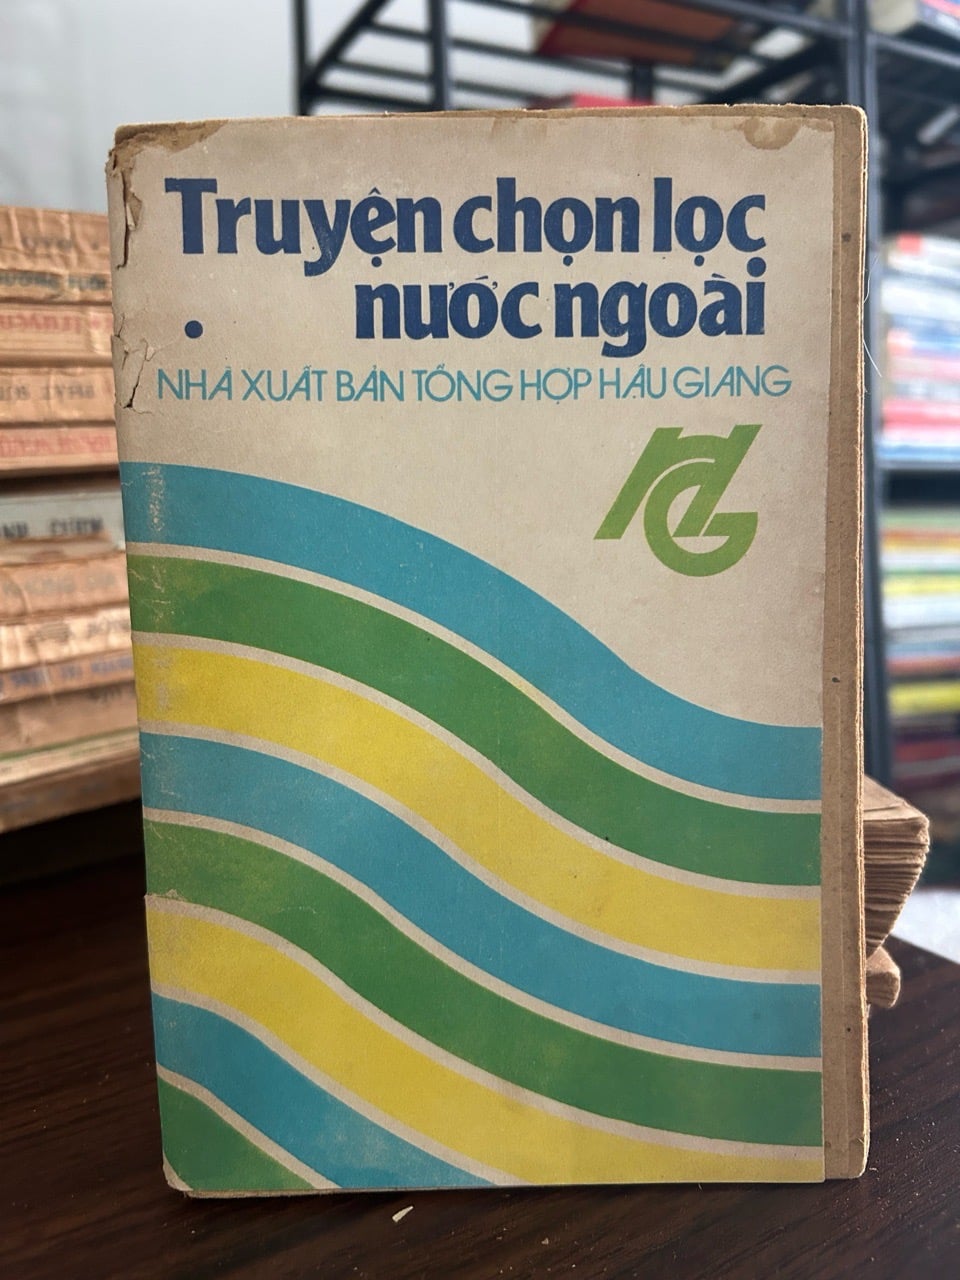 Truyện chọn lọc
nước ngoài
NHÀ XUẤT BẢN TỔNG HỢP HẬU GIANG